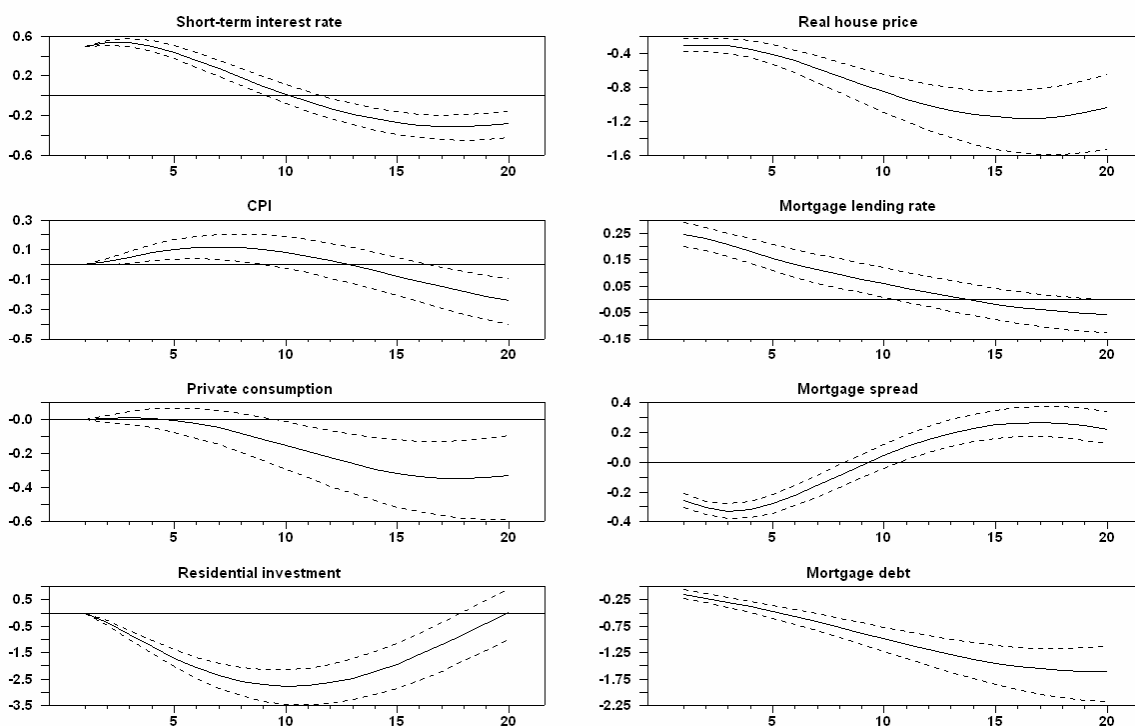 Short-term interest rate
0.6
0.2
-0.2
-0.6
5 10 15 20
Real house price
-0.4
-0.8
-1.2
-1.6
5 10 15 20
CPI
0.3
0.1
-0.1
-0.3
-0.5
5 10 15 20
Mortgage lending rate
0.25
0.15
0.05
-0.05
-0.15
5 10 15 20
Private consumption
-0.0
-0.2
-0.4
-0.6
5 10 15 20
Mortgage spread
0.4
0.2
-0.0
-0.2
-0.4
5 10 15 20
Residential investment
0.5
-0.5
-1.5
-2.5
-3.5
5 10 15 20
Mortgage debt
-0.25
-0.75
-1.25
-1.75
-2.25
5 10 15 20